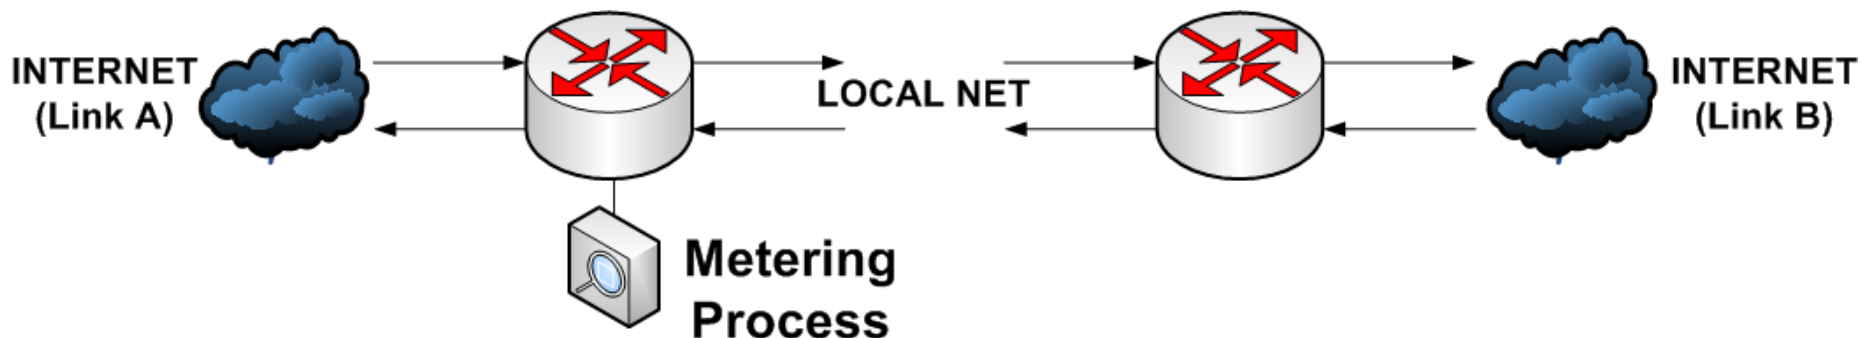 INTERNET
(Link A)
LOCAL NET
INTERNET
(Link B)
Metering
Process